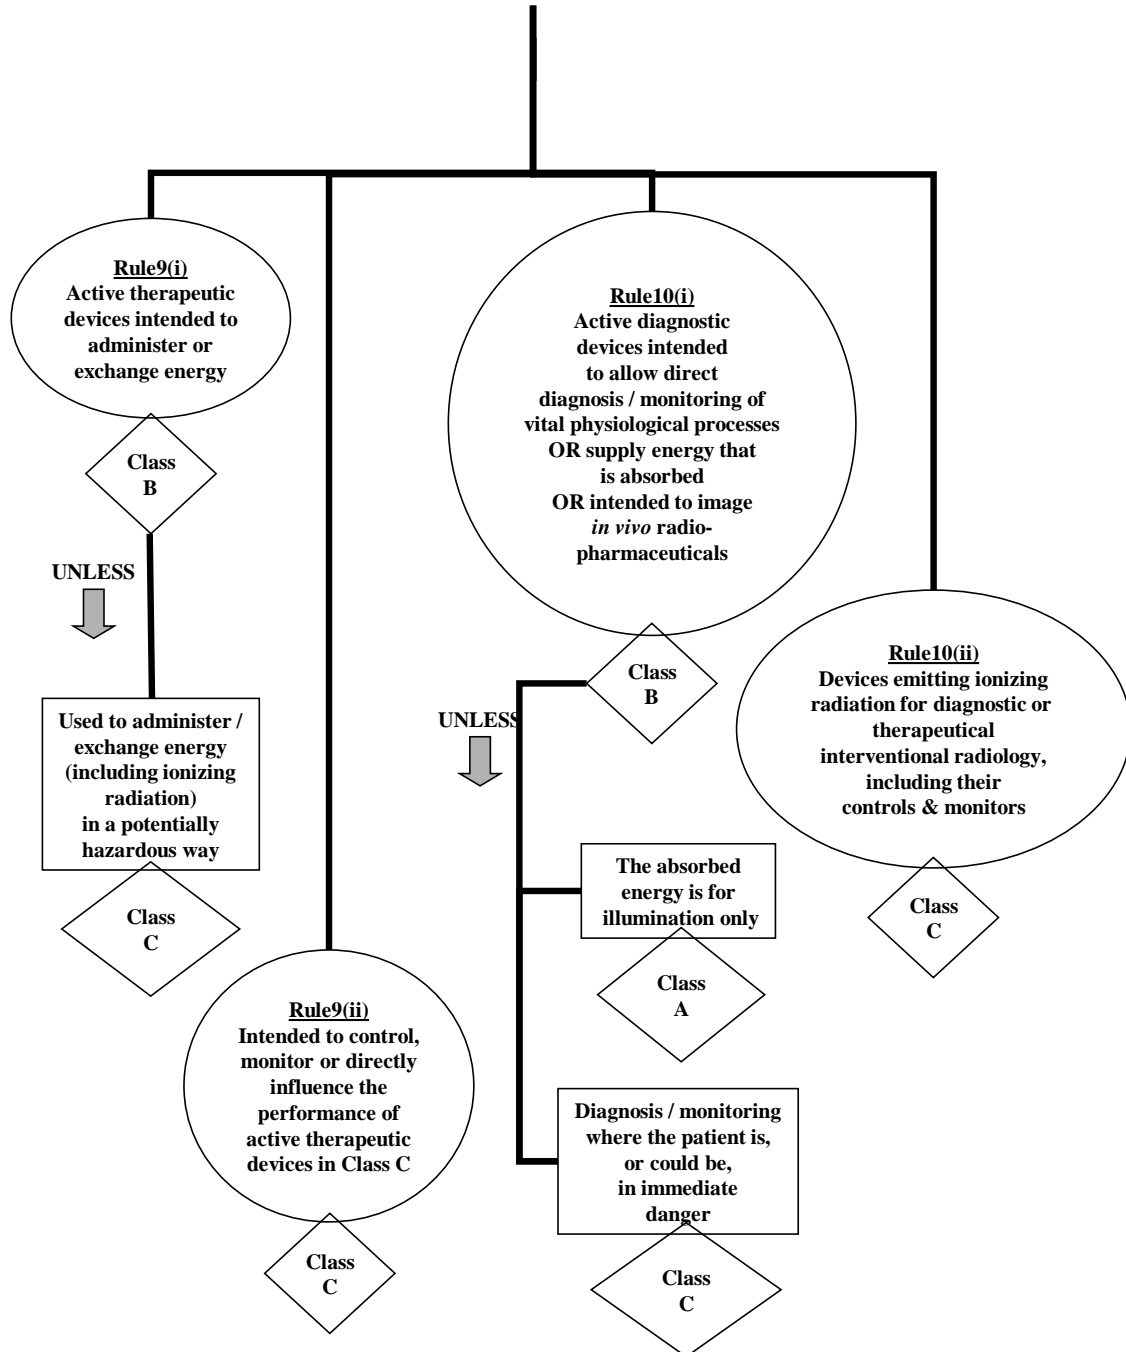 Rule9(i)
Active therapeutic
devices intended to
administer or
exchange energy
Class
B
UNLESS
Used to administer /
exchange energy
(including ionizing
radiation)
in a potentially
hazardous way
Class
C
Rule9(ii)
Intended to control,
monitor or directly
influence the
performance of
active therapeutic
devices in Class C
Class
C
Rule10(i)
Active diagnostic
devices intended
to allow direct
diagnosis / monitoring of
vital physiological processes
OR supply energy that
is absorbed
OR intended to image
in vivo radio-
pharmaceuticals
Class
B
UNLESS
The absorbed
energy is for
illumination only
Class
A
Diagnosis / monitoring
where the patient is,
or could be,
in immediate
danger
Class
C
Rule10(ii)
Devices emitting ionizing
radiation for diagnostic or
therapeutical
interventional radiology,
including their
controls & monitors
Class
C